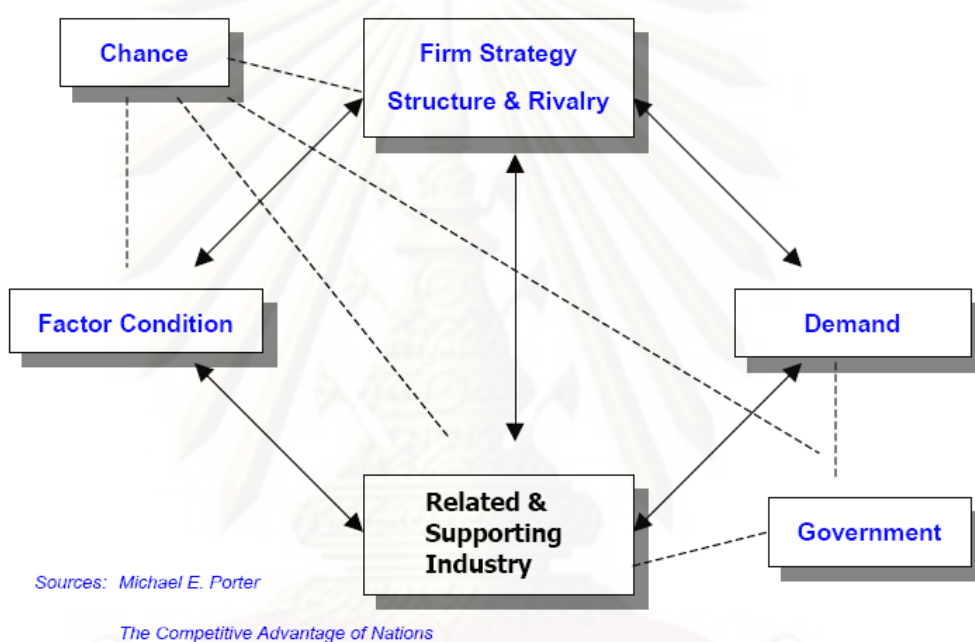 Chance
Firm Strategy
Structure & Rivalry
Factor Condition
Demand
Related &
Supporting
Industry
Government
Sources: Michael E. Porter
The Competitive Advantage of Nations